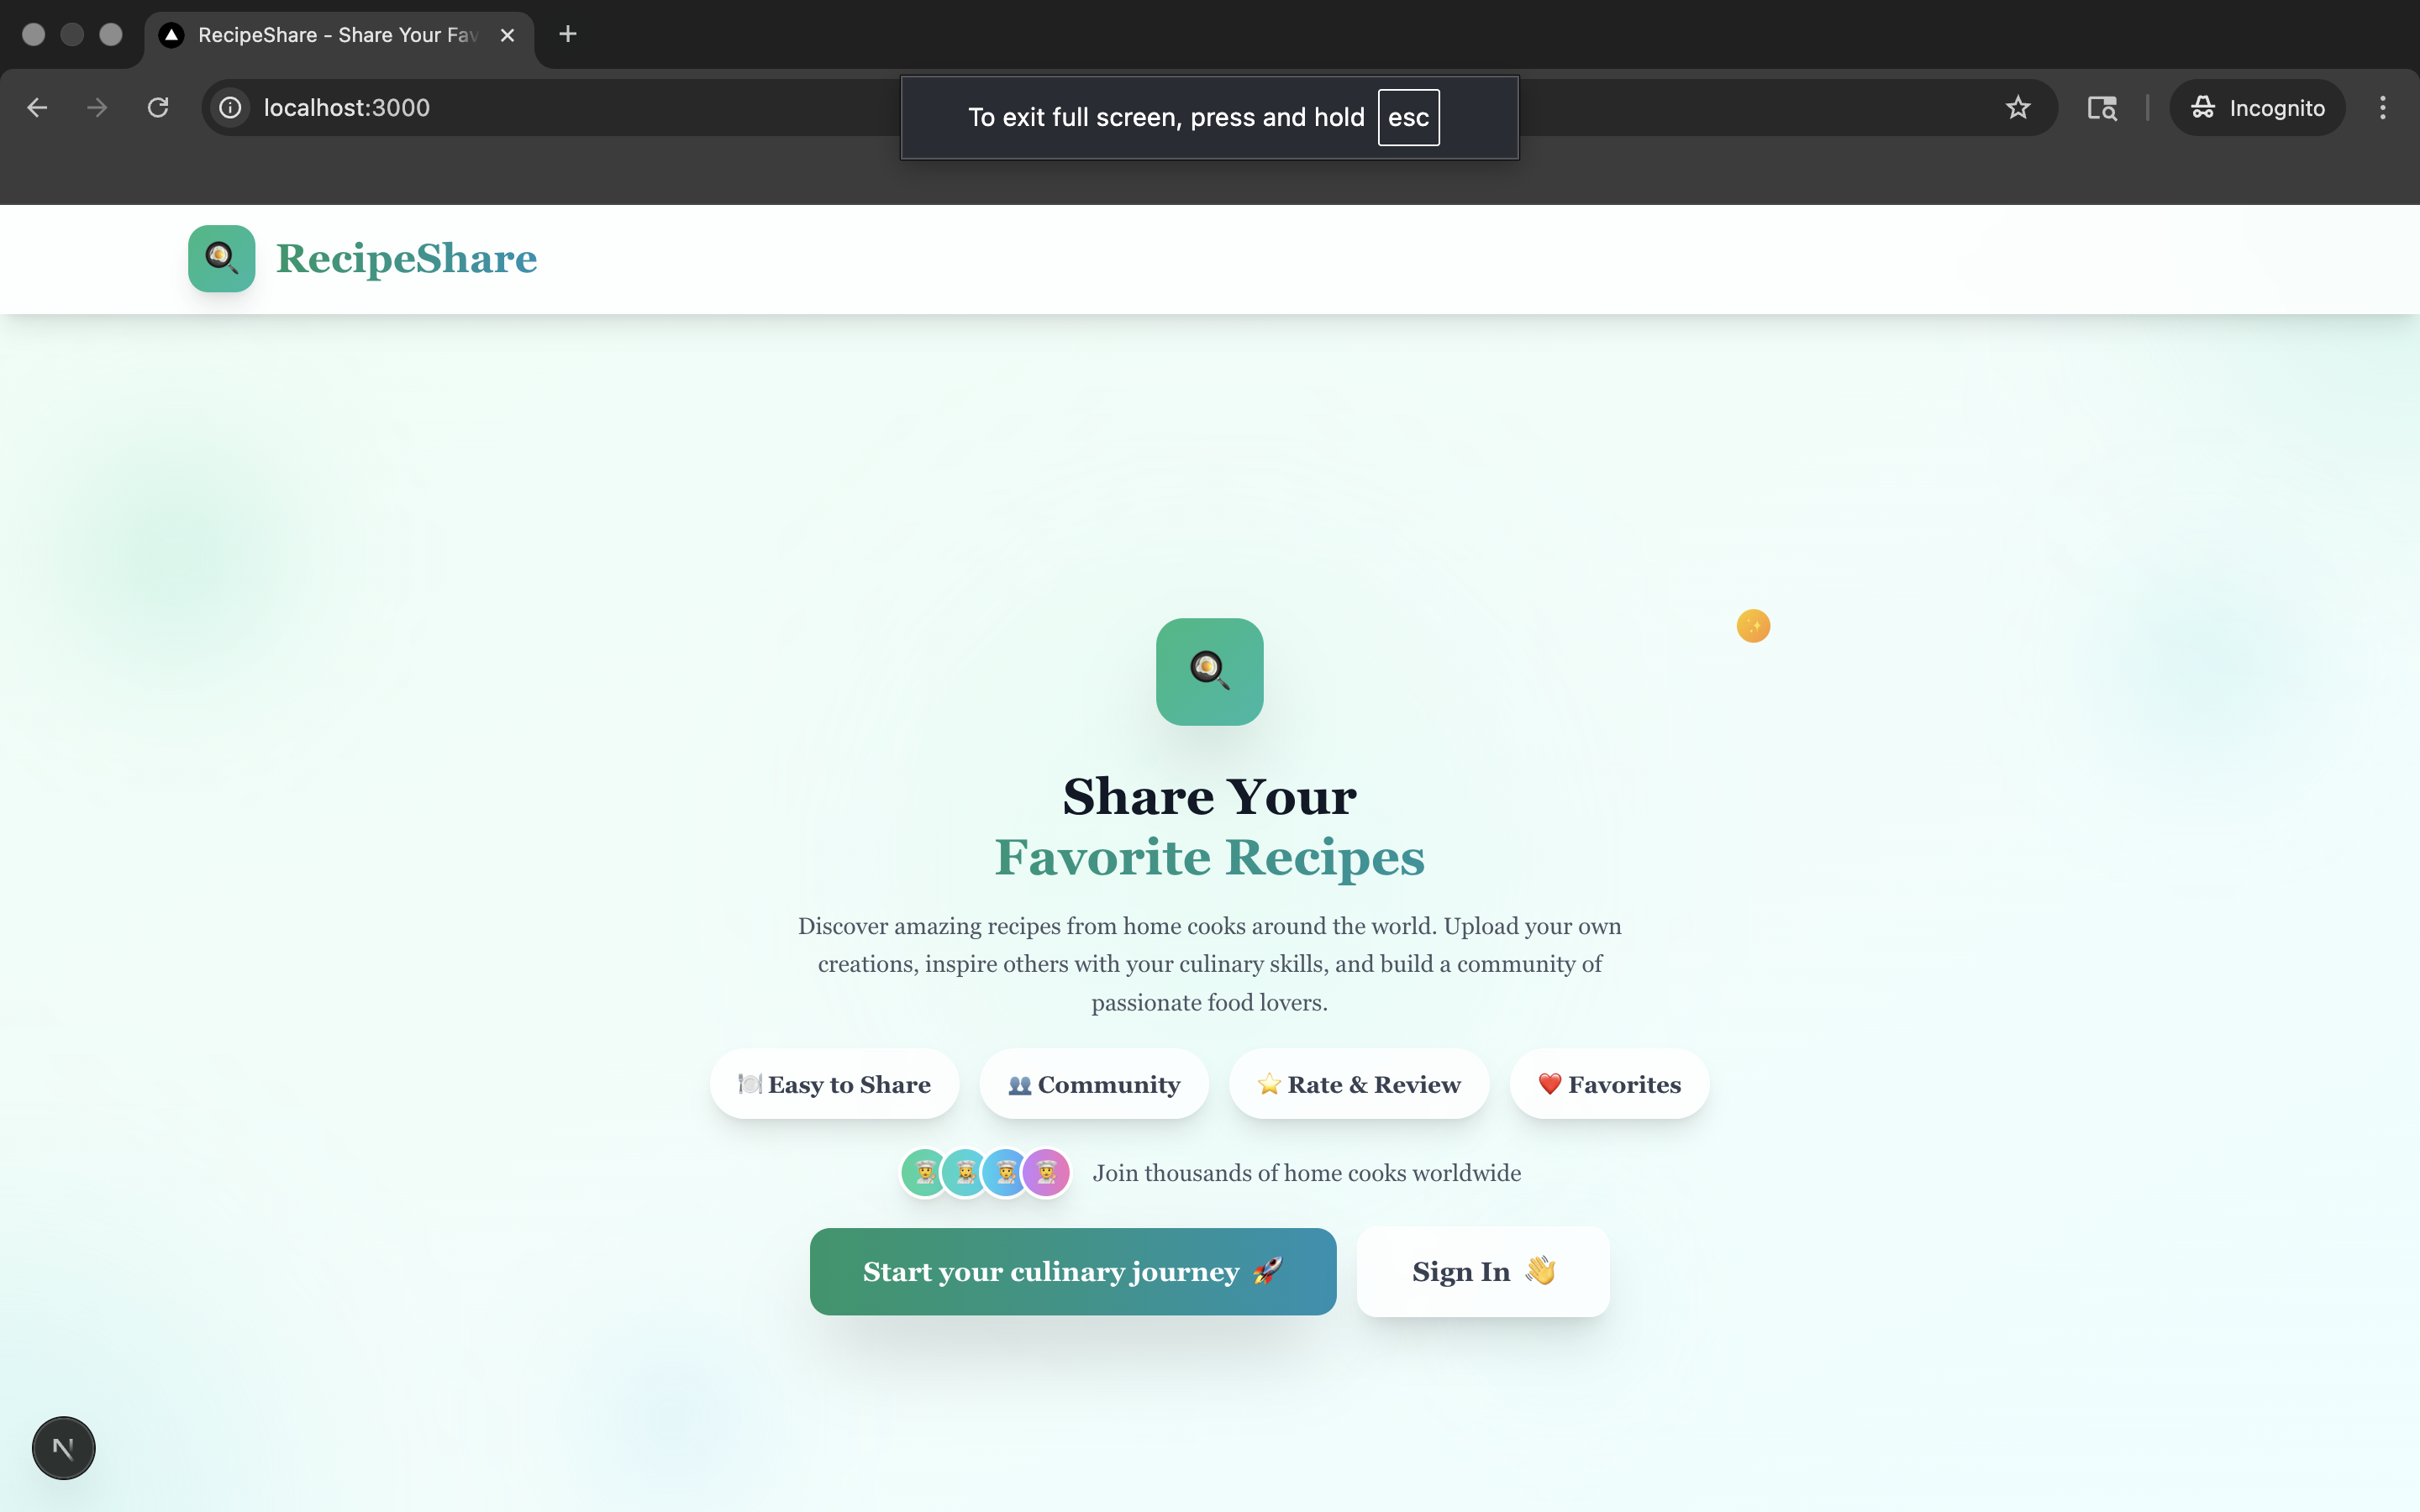 RecipeShare - Share Your Fav
localhost:3000
To exit full screen, press and hold esc
Incognito
RecipeShare
Share Your
Favorite Recipes
Discover amazing recipes from home cooks around the world. Upload your own
creations, inspire others with your culinary skills, and build a community of
passionate food lovers.
Easy to Share
Community
Rate & Review
Favorites
Join thousands of home cooks worldwide
Start your culinary journey
Sign In
N